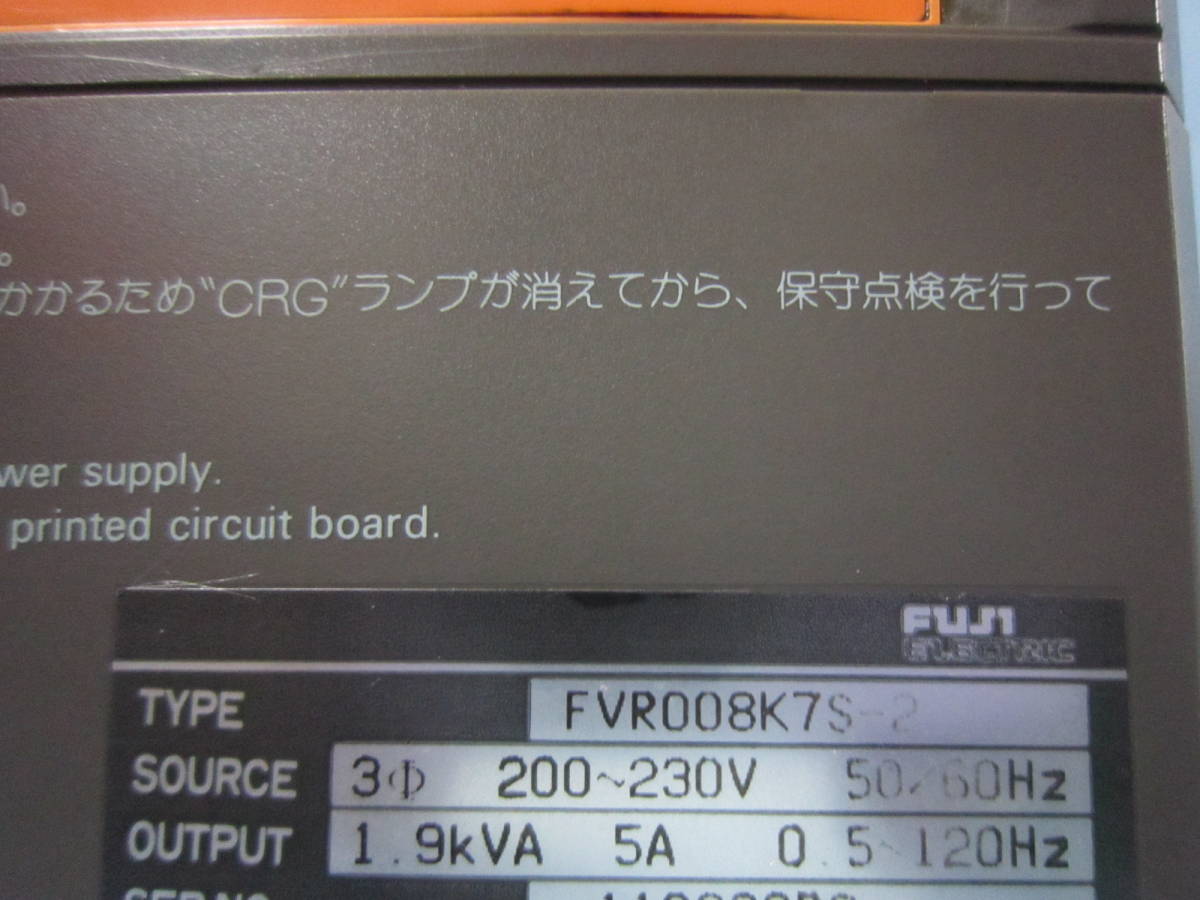 。
かかるため"CRG"ランプが消えてから、保守点検を行って
supply.
printed circuit board.
FUJI
ELECTRIC
TYPE FVR008K7S-2
SOURCE 3Φ 200~230V 50/60Hz
OUTPUT 1.9kVA 5A 0.5~120Hz
SER.NO.